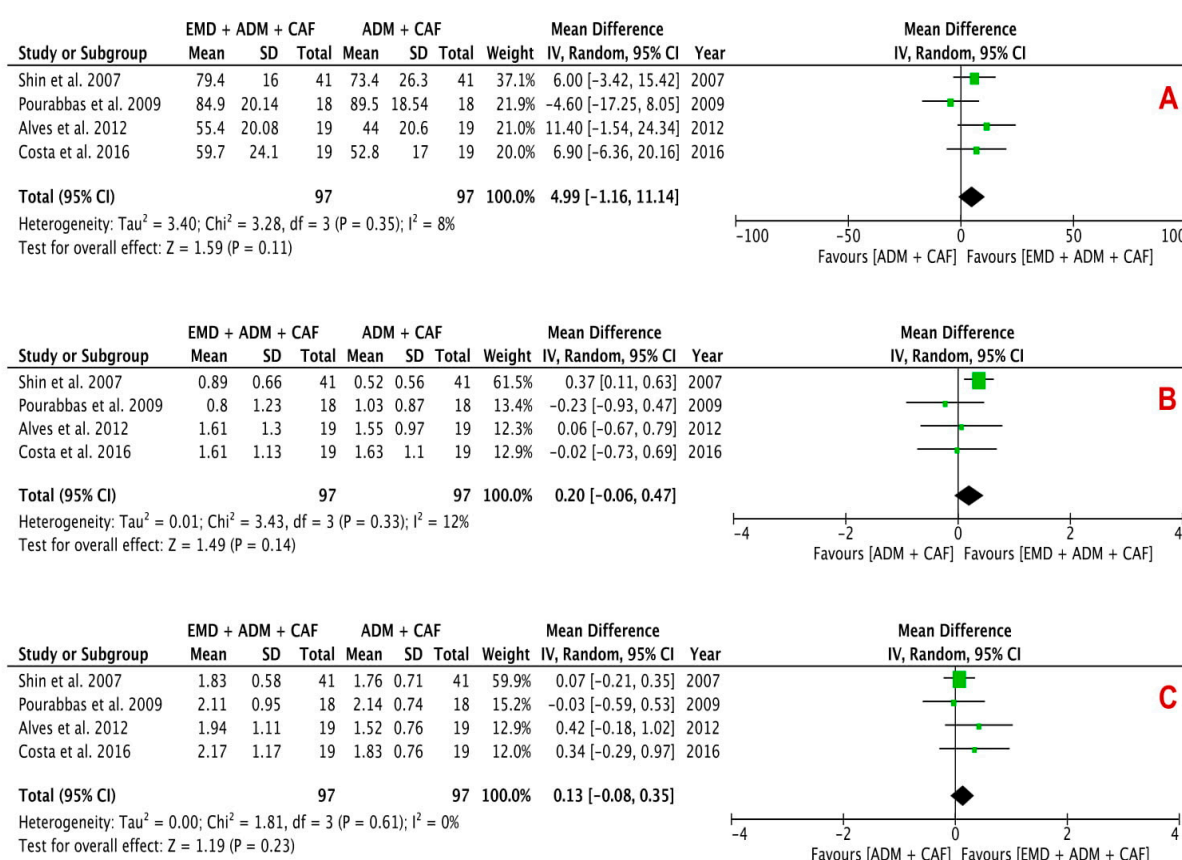 EMD + ADM + CAF ADM + CAF Mean Difference Mean Difference
Study or Subgroup Mean SD Total Mean SD Total Weight IV, Random, 95% CI Year IV, Random, 95% CI
Shin et al. 2007 79.4 16 41 73.4 26.3 41 37.1% 6.00 [−3.42, 15.42] 2007
Pourabbas et al. 2009 84.9 20.14 18 89.5 18.54 18 21.9% −4.60 [−17.25, 8.05] 2009
A
Alves et al. 2012 55.4 20.08 19 44 20.6 19 21.0% 11.40 [−1.54, 24.34] 2012
Costa et al. 2016 59.7 24.1 19 52.8 17 19 20.0% 6.90 [−6.36, 20.16] 2016
Total (95% CI) 97 97 100.0% 4.99 [−1.16, 11.14]
Heterogeneity: Tau² = 3.40; Chi² = 3.28, df = 3 (P = 0.35); I² = 8%
Test for overall effect: Z = 1.59 (P = 0.11)
−100 −50 0 50 100
Favours [ADM + CAF] Favours [EMD + ADM + CAF]
EMD + ADM + CAF ADM + CAF Mean Difference Mean Difference
Study or Subgroup Mean SD Total Mean SD Total Weight IV, Random, 95% CI Year IV, Random, 95% CI
Shin et al. 2007 0.89 0.66 41 0.52 0.56 41 61.5% 0.37 [0.11, 0.63] 2007
B
Pourabbas et al. 2009 0.8 1.23 18 1.03 0.87 18 13.4% −0.23 [−0.93, 0.47] 2009
Alves et al. 2012 1.61 1.3 19 1.55 0.97 19 12.3% 0.06 [−0.67, 0.79] 2012
Costa et al. 2016 1.61 1.13 19 1.63 1.1 19 12.9% −0.02 [−0.73, 0.69] 2016
Total (95% CI) 97 97 100.0% 0.20 [−0.06, 0.47]
Heterogeneity: Tau² = 0.01; Chi² = 3.43, df = 3 (P = 0.33); I² = 12%
Test for overall effect: Z = 1.49 (P = 0.14)
−4 −2 0 2 4
Favours [ADM + CAF] Favours [EMD + ADM + CAF]
EMD + ADM + CAF ADM + CAF Mean Difference Mean Difference
Study or Subgroup Mean SD Total Mean SD Total Weight IV, Random, 95% CI Year IV, Random, 95% CI
Shin et al. 2007 1.83 0.58 41 1.76 0.71 41 59.9% 0.07 [−0.21, 0.35] 2007
C
Pourabbas et al. 2009 2.11 0.95 18 2.14 0.74 18 15.2% −0.03 [−0.59, 0.53] 2009
Alves et al. 2012 1.94 1.11 19 1.52 0.76 19 12.9% 0.42 [−0.18, 1.02] 2012
Costa et al. 2016 2.17 1.17 19 1.83 0.76 19 12.0% 0.34 [−0.29, 0.97] 2016
Total (95% CI) 97 97 100.0% 0.13 [−0.08, 0.35]
Heterogeneity: Tau² = 0.00; Chi² = 1.81, df = 3 (P = 0.61); I² = 0%
Test for overall effect: Z = 1.19 (P = 0.23)
−4 −2 0 2 4
Favours [ADM + CAF] Favours [EMD + ADM + CAF]